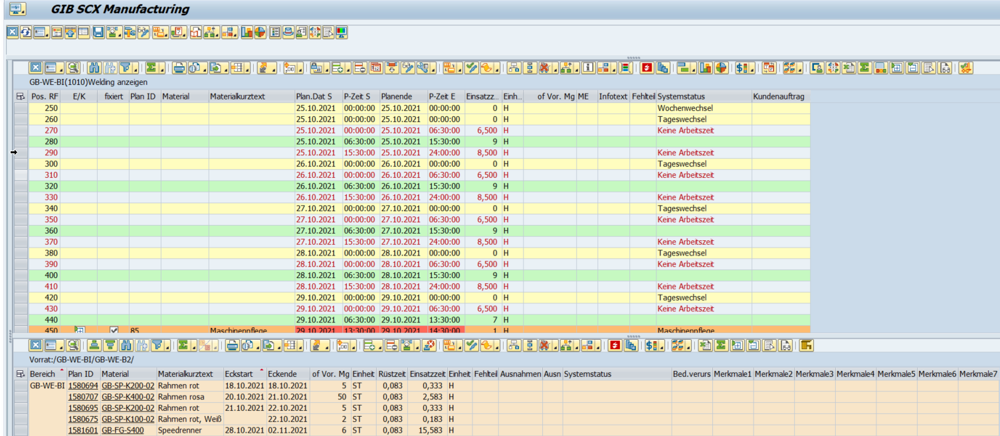 GIB SCX Manufacturing
GB-WE-BI(1010)Welding anzeigen
Pos. RF E/K fixiert Plan ID Material Materialkurztext Plan.Dat S P-Zeit S Planende P-Zeit E Einsatzz... Einh... of Vor. Mg ME Infotext Fehlteil Systemstatus Kundenauftrag
250 25.10.2021 00:00:00 25.10.2021 00:00:00 0 H Wochenwechsel
260 25.10.2021 00:00:00 25.10.2021 00:00:00 0 H Tageswechsel
270 25.10.2021 00:00:00 25.10.2021 06:30:00 6,500 H Keine Arbeitszeit
280 25.10.2021 06:30:00 25.10.2021 15:30:00 9 H
290 25.10.2021 15:30:00 25.10.2021 24:00:00 8,500 H Keine Arbeitszeit
300 26.10.2021 00:00:00 26.10.2021 00:00:00 0 H Tageswechsel
310 26.10.2021 00:00:00 26.10.2021 06:30:00 6,500 H Keine Arbeitszeit
320 26.10.2021 06:30:00 26.10.2021 15:30:00 9 H
330 26.10.2021 15:30:00 26.10.2021 24:00:00 8,500 H Keine Arbeitszeit
340 27.10.2021 00:00:00 27.10.2021 00:00:00 0 H Tageswechsel
350 27.10.2021 00:00:00 27.10.2021 06:30:00 6,500 H Keine Arbeitszeit
360 27.10.2021 06:30:00 27.10.2021 15:30:00 9 H
370 27.10.2021 15:30:00 27.10.2021 24:00:00 8,500 H Keine Arbeitszeit
380 28.10.2021 00:00:00 28.10.2021 00:00:00 0 H Tageswechsel
390 28.10.2021 00:00:00 28.10.2021 06:30:00 6,500 H Keine Arbeitszeit
400 28.10.2021 06:30:00 28.10.2021 15:30:00 9 H
410 28.10.2021 15:30:00 28.10.2021 24:00:00 8,500 H Keine Arbeitszeit
420 29.10.2021 00:00:00 29.10.2021 00:00:00 0 H Tageswechsel
430 29.10.2021 00:00:00 29.10.2021 06:30:00 6,500 H Keine Arbeitszeit
440 29.10.2021 06:30:00 29.10.2021 13:30:00 7 H
450 85 Maschinenpflege 29.10.2021 13:30:00 29.10.2021 14:30:00 1 H Maschinenpflege
Vorrat:/GB-WE-BI/GB-WE-B2/
Bereich Plan ID Material Materialkurztext Eckstart Eckende of Vor. Mg Einheit Rüstzeit Einsatzzeit Einheit Fehlteil Ausnahmen Ausn Systemstatus Bed.verurs Merkmale1 Merkmale2 Merkmale3 Merkmale4 Merkmale5 Merkmale6 Merkmale7
GB-WE-BI 1580694 GB-SP-K200-02 Rahmen rot 18.10.2021 18.10.2021 5 ST 0,083 0,333 H
1580707 GB-SP-K400-02 Rahmen rosa 20.10.2021 21.10.2021 50 ST 0,083 2,583 H
1580695 GB-SP-K200-02 Rahmen rot 21.10.2021 22.10.2021 5 ST 0,083 0,333 H
1580675 GB-SP-K100-02 Rahmen rot, Weiß 22.10.2021 2 ST 0,083 0,183 H
1581601 GB-FG-S400 Speedrenner 28.10.2021 02.11.2021 6 ST 0,083 15,583 H